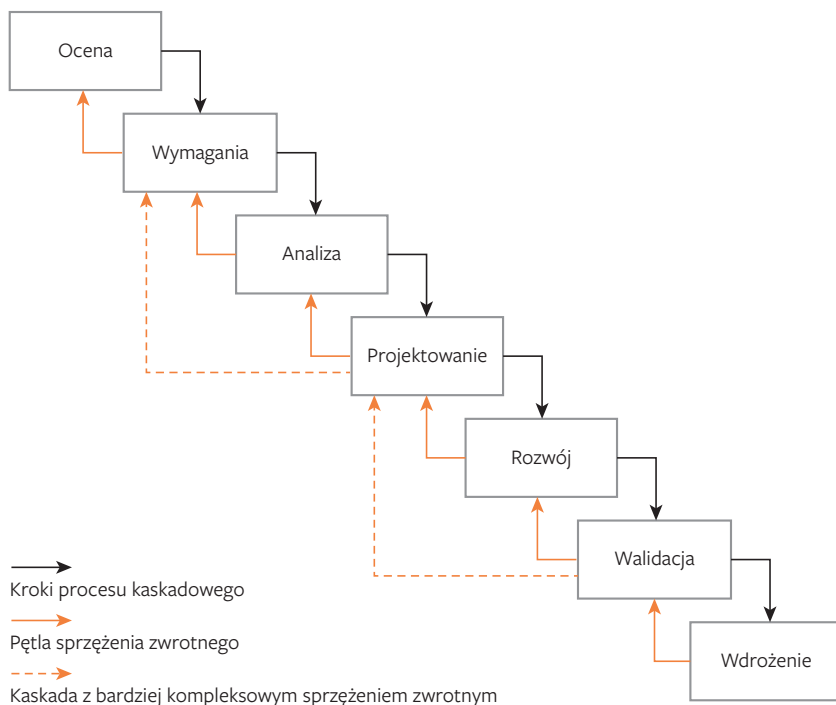 Ocena
Wymagania
Analiza
Projektowanie
Rozwój
Walidacja
Wdrożenie
Kroki procesu kaskadowego
Pętla sprzężenia zwrotnego
Kaskada z bardziej kompleksowym sprzężeniem zwrotnym